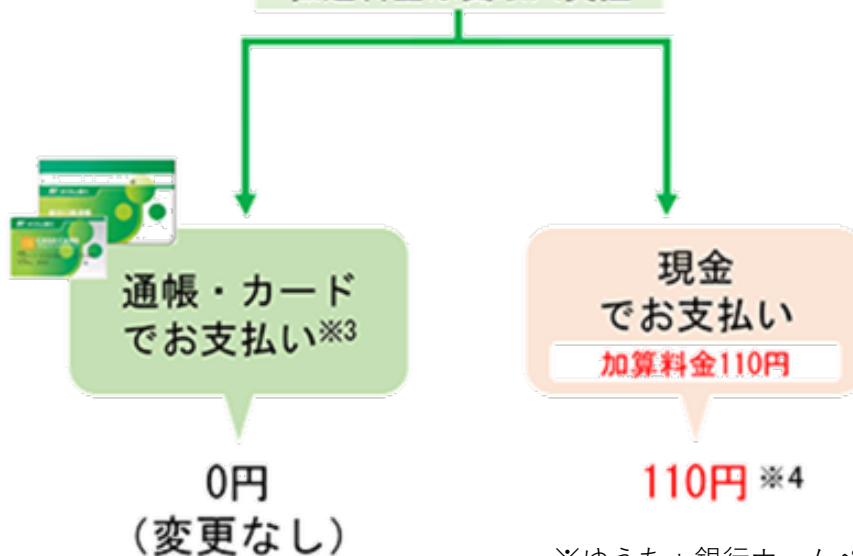 通帳・カード
でお支払い※3
現金
でお支払い
加算料金110円
0円
（変更なし）
110円 ※4